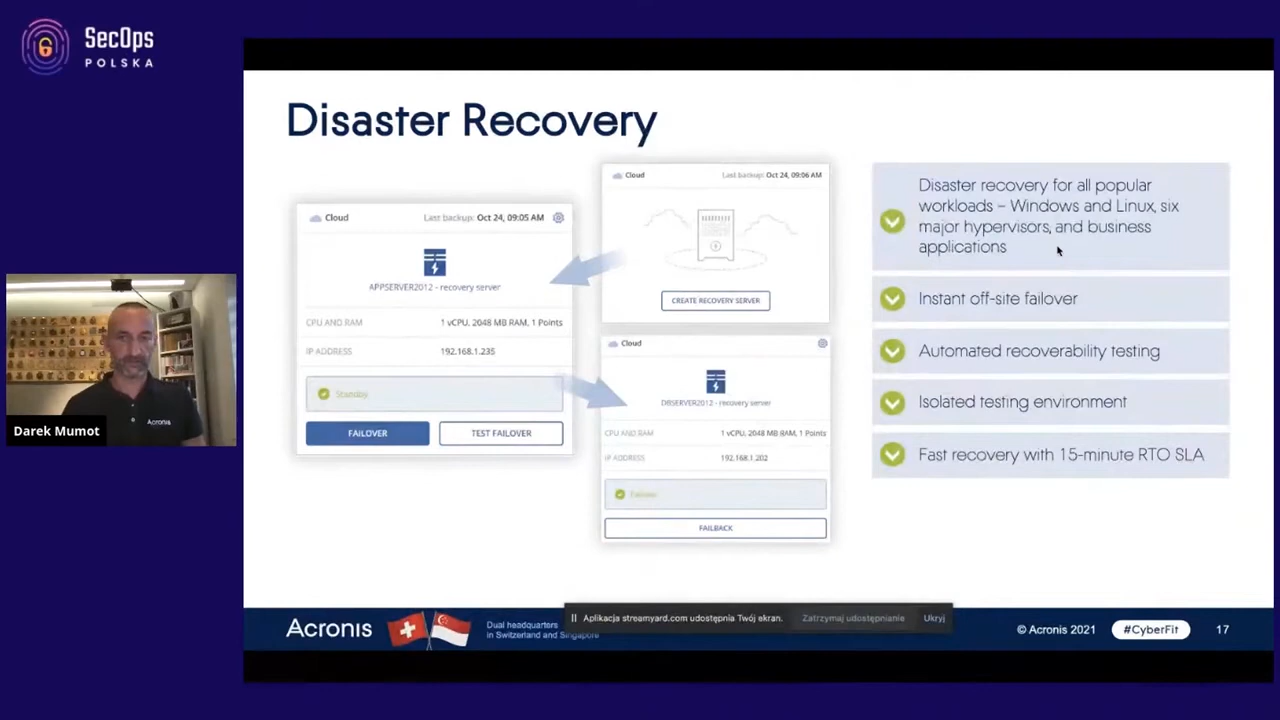 SecOps
POLSKA
Disaster Recovery
Cloud
Last backup: Oct 24, 09:05 AM
APPSERVER2012 - recovery server
CPU AND RAM
1 vCPU, 2048 MB RAM, 1 Points
IP ADDRESS
192.168.1.235
Standby
FAILOVER
TEST FAILOVER
Cloud
Last backup: Oct 24, 09:06 AM
CREATE RECOVERY SERVER
Cloud
DBSERVER2012 - recovery server
CPU AND RAM
1 vCPU, 2048 MB RAM, 1 Points
IP ADDRESS
192.168.1.202
FAILBACK
Disaster recovery for all popular
workloads – Windows and Linux, six
major hypervisors, and business
applications
Instant off-site failover
Automated recoverability testing
Isolated testing environment
Fast recovery with 15-minute RTO SLA
Acronis
Darek Mumot
Acronis
Dual headquarters
in Switzerland and Singapore
Aplikacja streamyard.com udostępnia Twój ekran.
Zatrzymaj udostępnianie
Ukryj
© Acronis 2021
#CyberFit
17